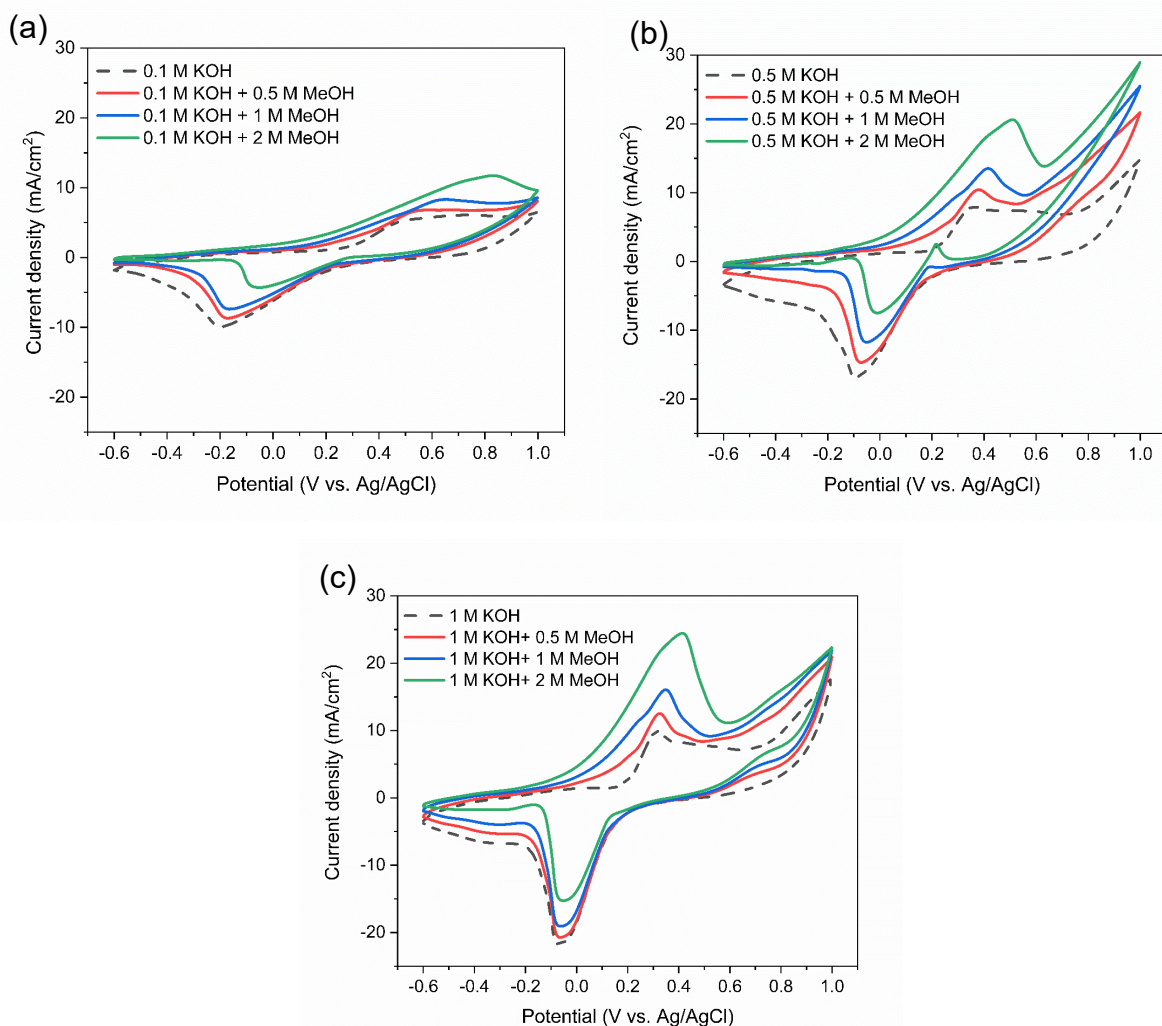 (a)
30
20
10
0
-10
-20
-0.6 -0.4 -0.2 0.0 0.2 0.4 0.6 0.8 1.0
Current density (mA/cm²)
Potential (V vs. Ag/AgCl)
0.1 M KOH
0.1 M KOH + 0.5 M MeOH
0.1 M KOH + 1 M MeOH
0.1 M KOH + 2 M MeOH
(b)
30
20
10
0
-10
-20
-0.6 -0.4 -0.2 0.0 0.2 0.4 0.6 0.8 1.0
Current density (mA/cm²)
Potential (V vs. Ag/AgCl)
0.5 M KOH
0.5 M KOH + 0.5 M MeOH
0.5 M KOH + 1 M MeOH
0.5 M KOH + 2 M MeOH
(c)
30
20
10
0
-10
-20
-0.6 -0.4 -0.2 0.0 0.2 0.4 0.6 0.8 1.0
Current density (mA/cm²)
Potential (V vs. Ag/AgCl)
1 M KOH
1 M KOH+ 0.5 M MeOH
1 M KOH+ 1 M MeOH
1 M KOH+ 2 M MeOH